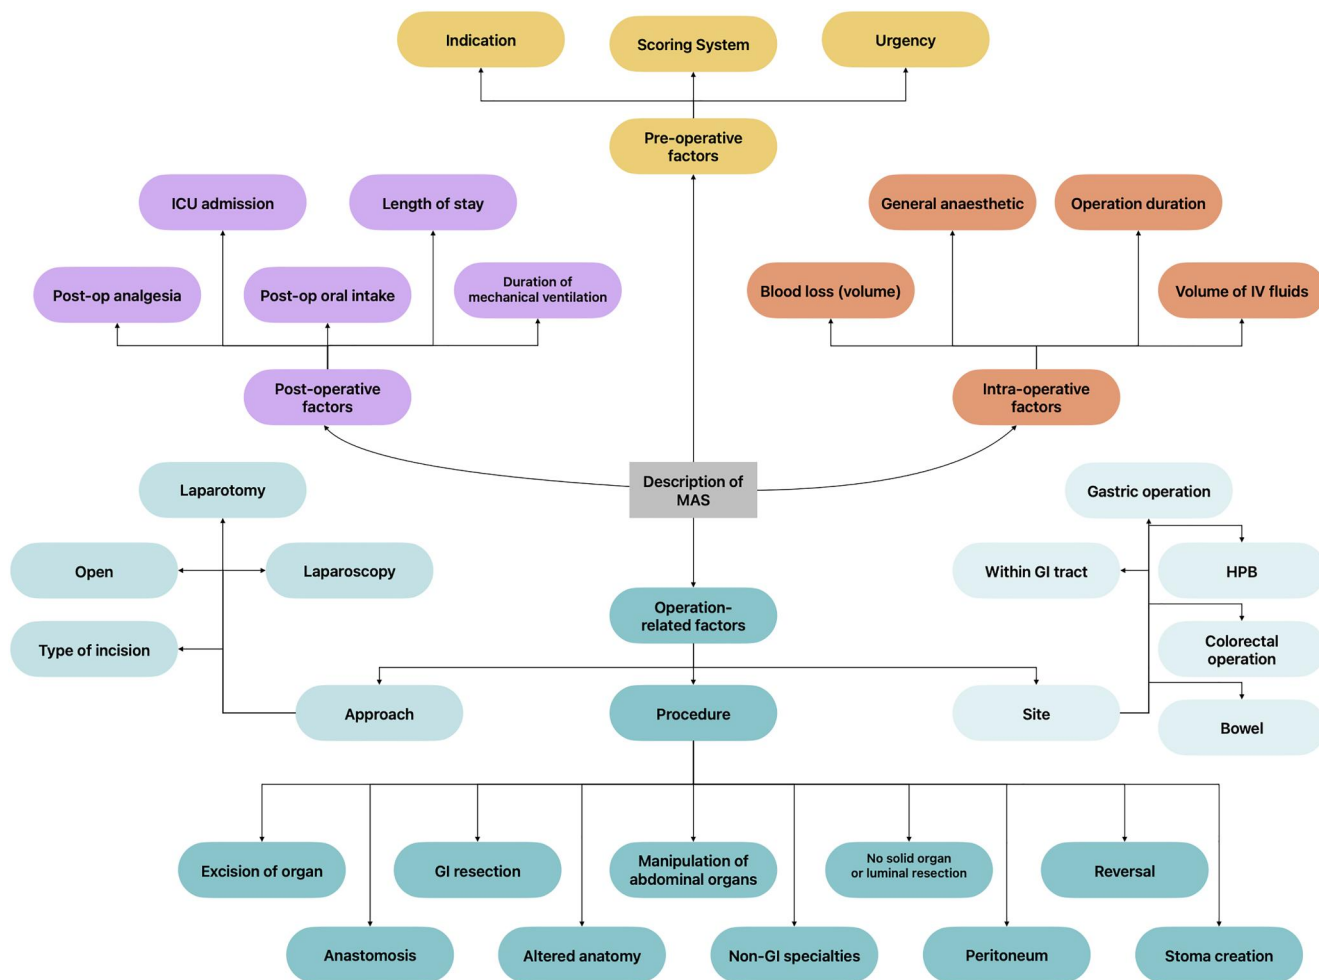 Indication
Scoring System
Urgency
Pre-operative
factors
ICU admission
Length of stay
General anaesthetic
Operation duration
Post-op analgesia
Post-op oral intake
Duration of
mechanical ventilation
Blood loss (volume)
Volume of IV fluids
Post-operative
factors
Intra-operative
factors
Description of
MAS
Laparotomy
Gastric operation
Open
Laparoscopy
Within GI tract
HPB
Operation-
related factors
Type of incision
Colorectal
operation
Approach
Procedure
Site
Bowel
Excision of organ
GI resection
Manipulation of
abdominal organs
No solid organ
or luminal resection
Reversal
Anastomosis
Altered anatomy
Non-GI specialties
Peritoneum
Stoma creation